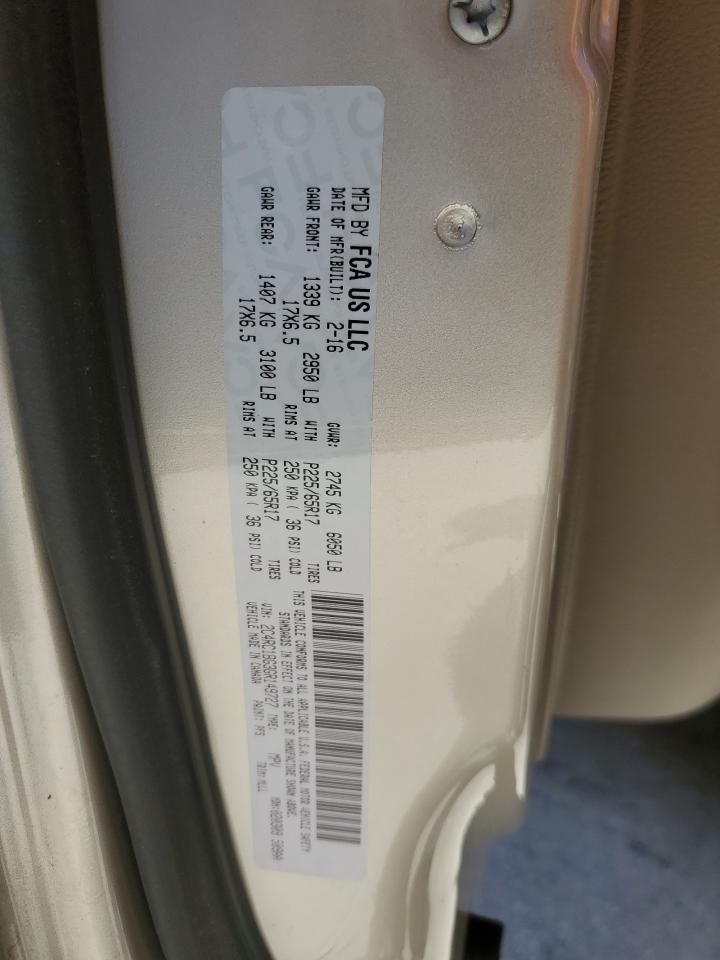 MFD BY FCA US LLC
DATE OF MFR(BUILT): 2-16 GVWR: 2745 KG 6050 LB
GAWR FRONT: 1339 KG 2950 LB WITH P225/65R17 TIRES
17X6.5 RIMS AT 250 KPA ( 36 PSI) COLD
GAWR REAR: 1407 KG 3100 LB WITH P225/65R17 TIRES
17X6.5 RIMS AT 250 KPA ( 36 PSI) COLD
THIS VEHICLE CONFORMS TO ALL APPLICABLE U.S.A. FEDERAL MOTOR VEHICLE SAFETY
STANDARDS IN EFFECT ON THE DATE OF MANUFACTURE SHOWN ABOVE.
VIN: 2C4RC1BG3GR149727 TYPE: MPV
VEHICLE MADE IN CANADA PAINT: PFS